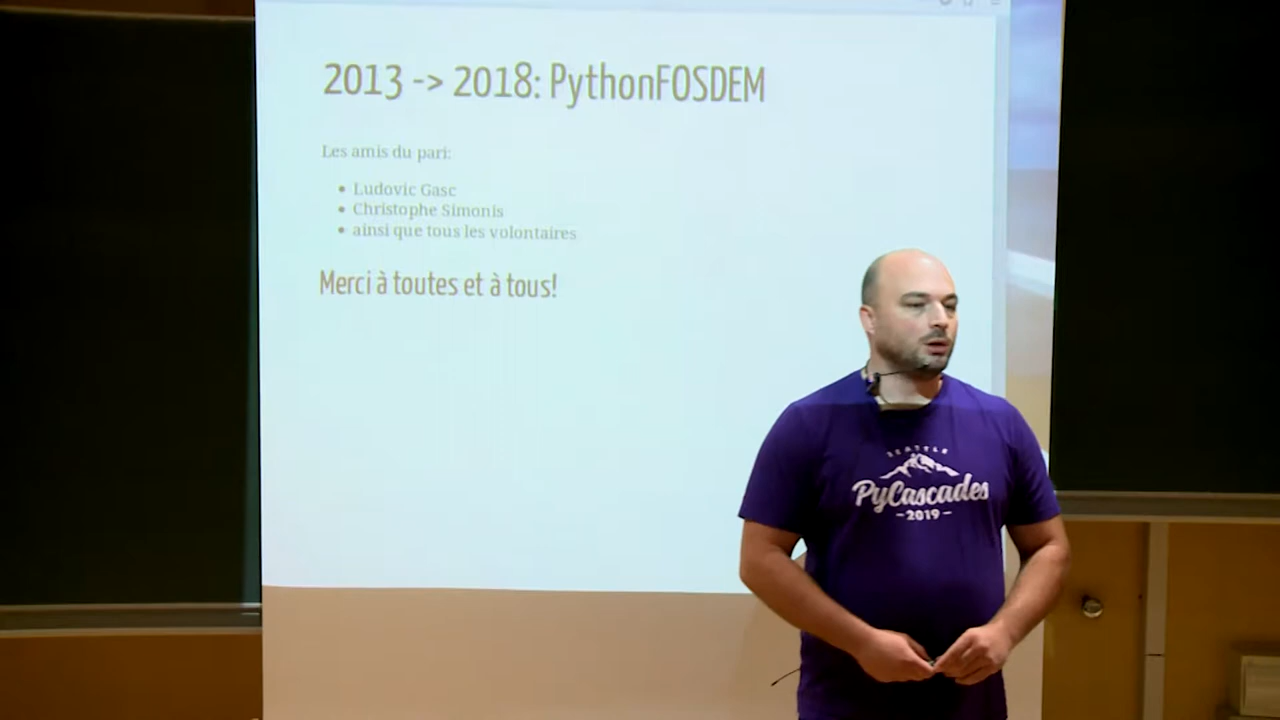 2013 -> 2018: PythonFOSDEM
Les amis du pari:
• Ludovic Gasc
• Christophe Simonis
• ainsi que tous les volontaires
Merci à toutes et à tous!
SEATTLE
PyCascades
-2019-